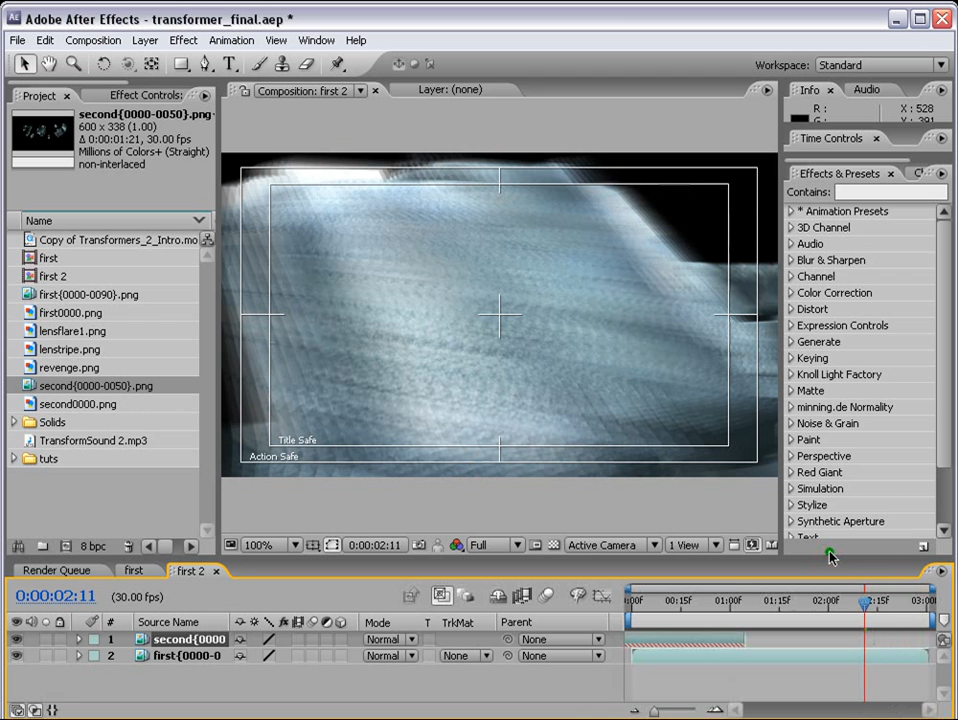 Adobe After Effects - transformer_final.aep *
File Edit Composition Layer Effect Animation View Window Help
Workspace: Standard
Project Effect Controls:
second{0000-0050}.png
600 x 338 (1.00)
Δ 0:00:01:21, 30.00 fps
Millions of Colors+ (Straight)
non-interlaced
Name
Copy of Transformers_2_Intro.mo
first
first 2
first{0000-0090}.png
first0000.png
lensflare1.png
lenstripe.png
revenge.png
second{0000-0050}.png
second0000.png
Solids
TransformSound 2.mp3
tuts
8 bpc
Composition: first 2
Layer: (none)
Title Safe
Action Safe
100% 0:00:02:11 Full Active Camera 1 View
Info Audio
R : X : 528
Time Controls
Effects & Presets
Contains:
* Animation Presets
3D Channel
Audio
Blur & Sharpen
Channel
Color Correction
Distort
Expression Controls
Generate
Keying
Knoll Light Factory
Matte
minning.de Normality
Noise & Grain
Paint
Perspective
Red Giant
Simulation
Stylize
Synthetic Aperture
Render Queue first first 2
0:00:02:11 (30.00 fps)
# Source Name Mode T TrkMat Parent
1 second{0000 Normal None
2 first{0000-0 Normal None None
:00f 00:15f 01:00f 01:15f 02:00f 02:15f 03:00